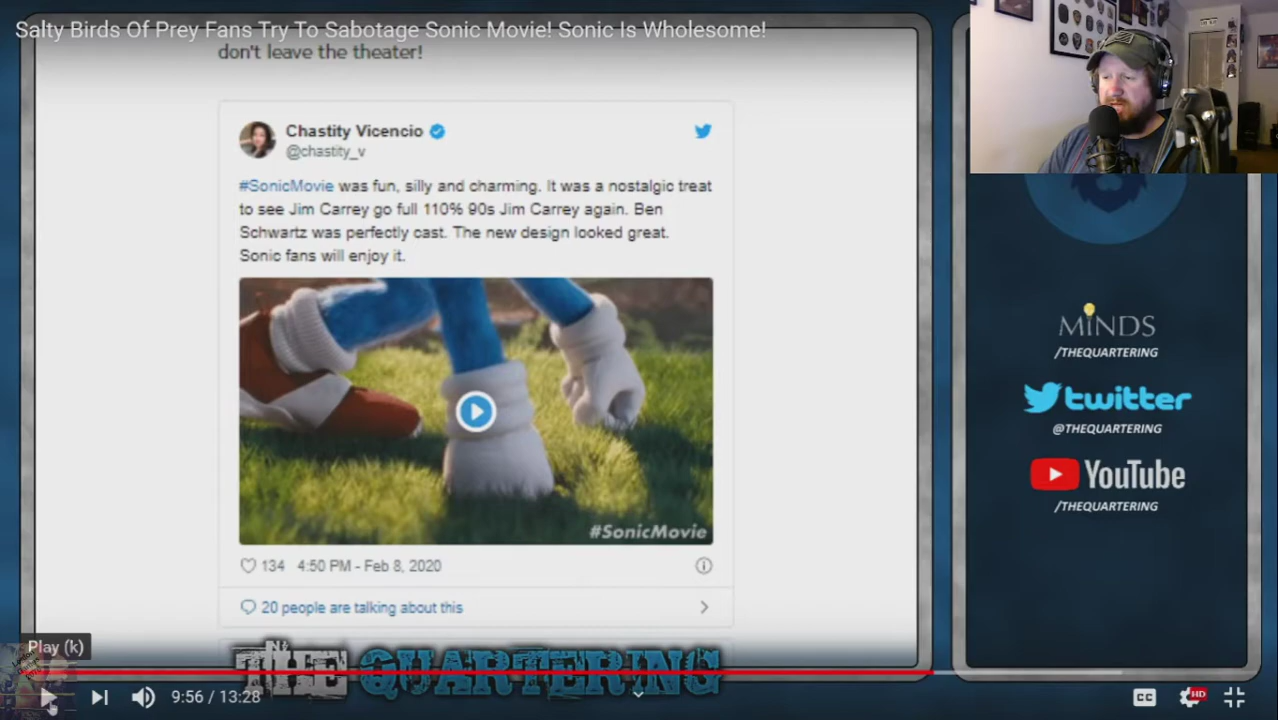 Salty Birds Of Prey Fans Try To Sabotage Sonic Movie! Sonic Is Wholesome!
don't leave the theater!
Chastity Vicencio
@chastity_v
#SonicMovie was fun, silly and charming. It was a nostalgic treat
to see Jim Carrey go full 110% 90s Jim Carrey again. Ben
Schwartz was perfectly cast. The new design looked great.
Sonic fans will enjoy it.
#SonicMovie
134 4:50 PM - Feb 8, 2020
20 people are talking about this
MINDS
/THEQUARTERING
twitter
@THEQUARTERING
YouTube
/THEQUARTERING
THE QUARTERING
Play (k)
9:56 / 13:28
CC
HD